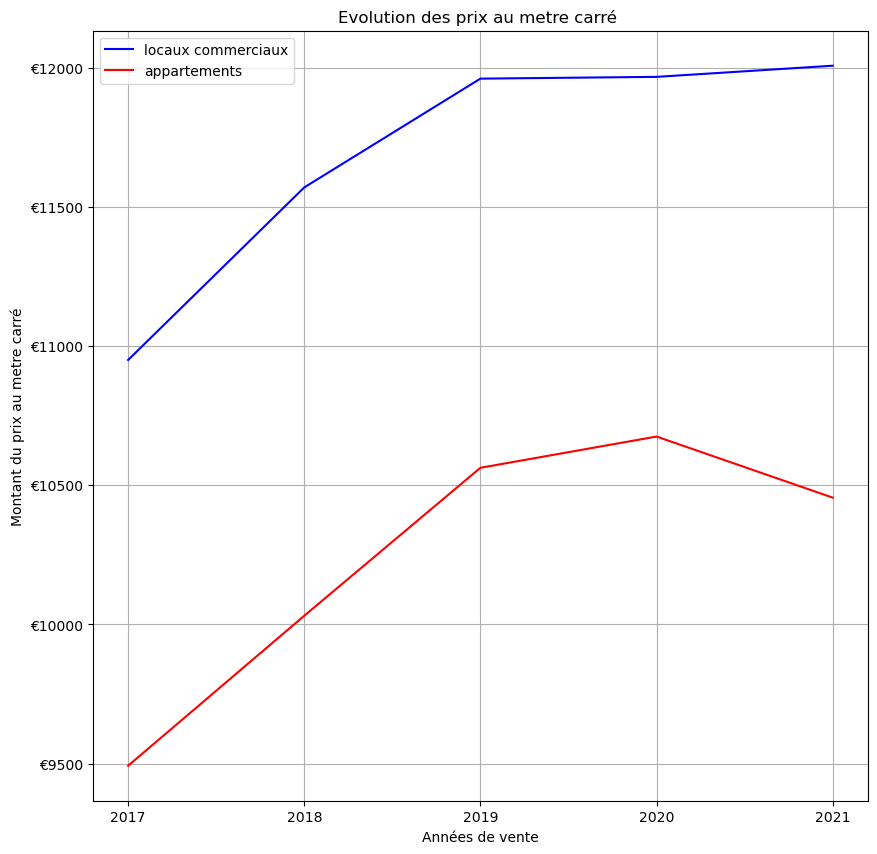 Evolution des prix au metre carré
locaux commerciaux
appartements
€12000
€11500
€11000
€10500
€10000
€9500
Montant du prix au metre carré
2017 2018 2019 2020 2021
Années de vente